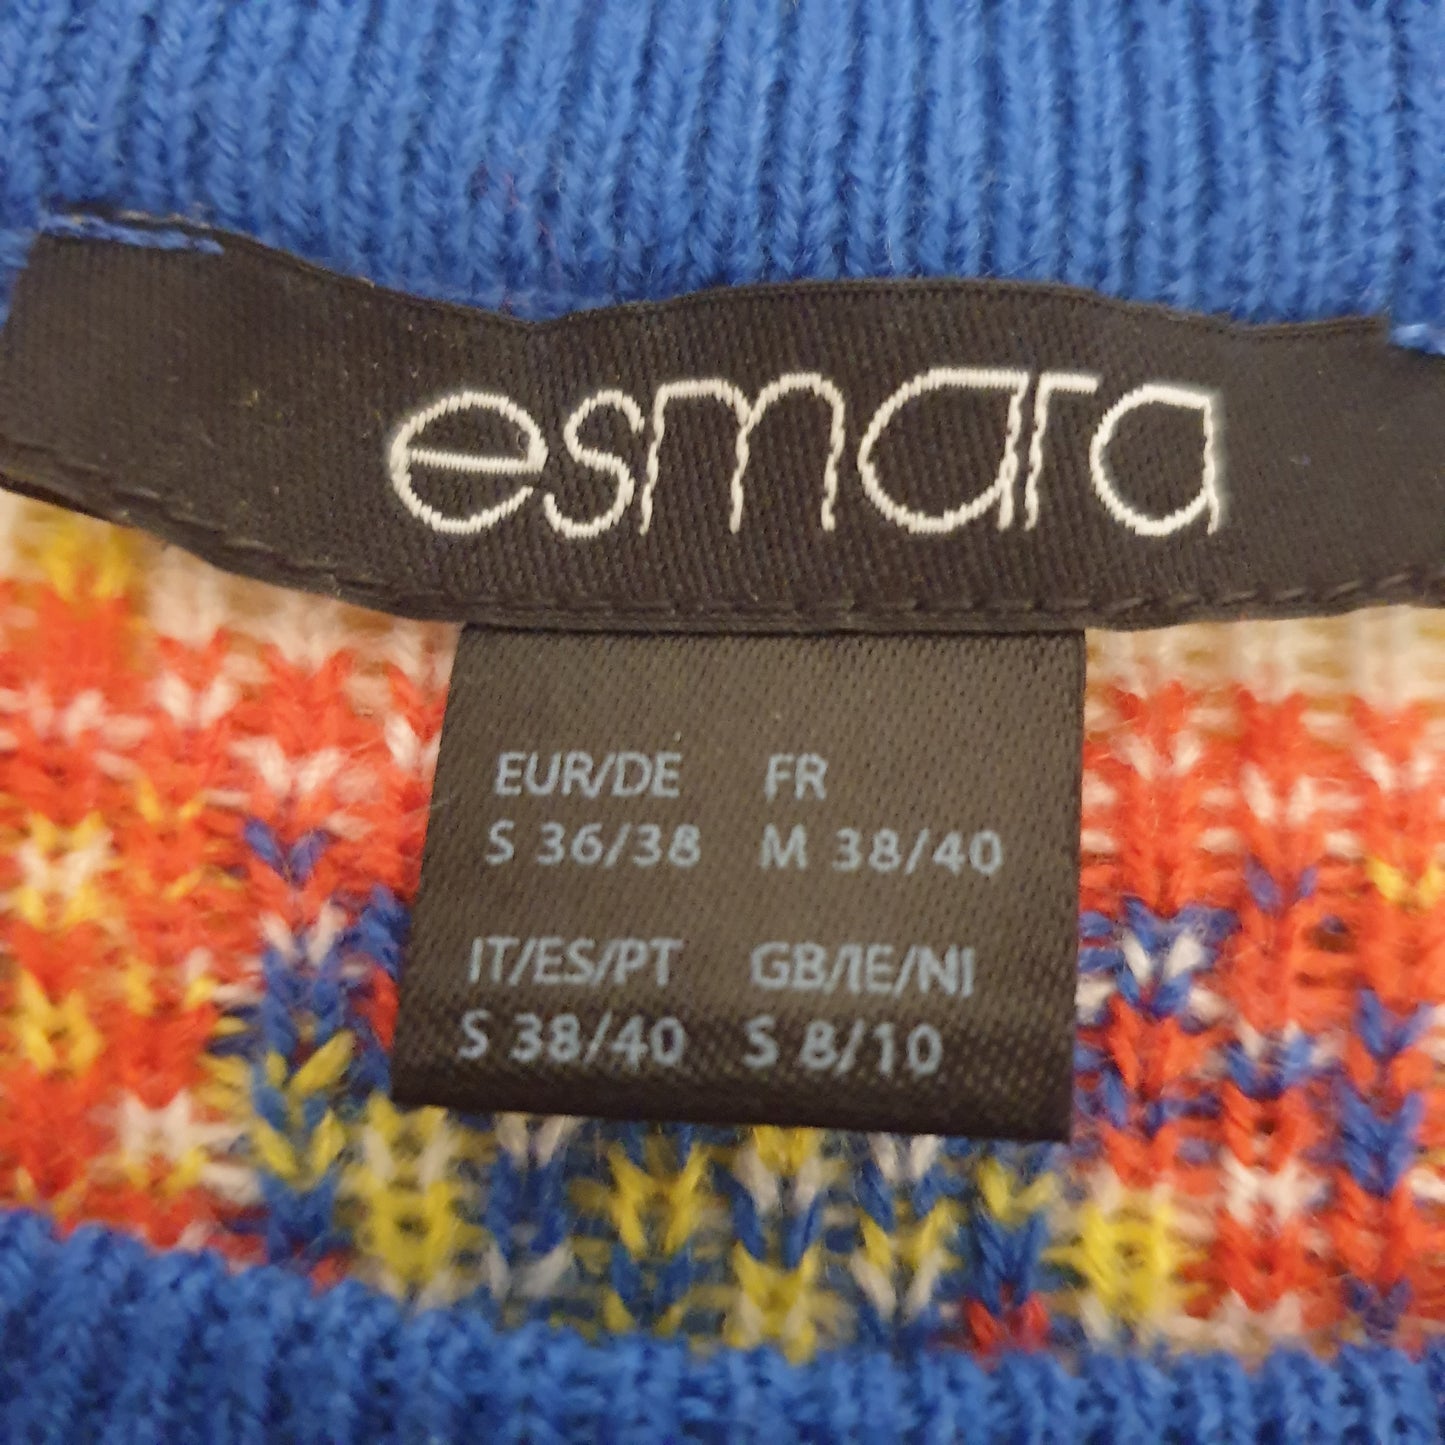 esmara
EUR/DE FR
S 36/38 M 38/40
IT/ES/PT GB/IE/NI
S 38/40 S 8/10